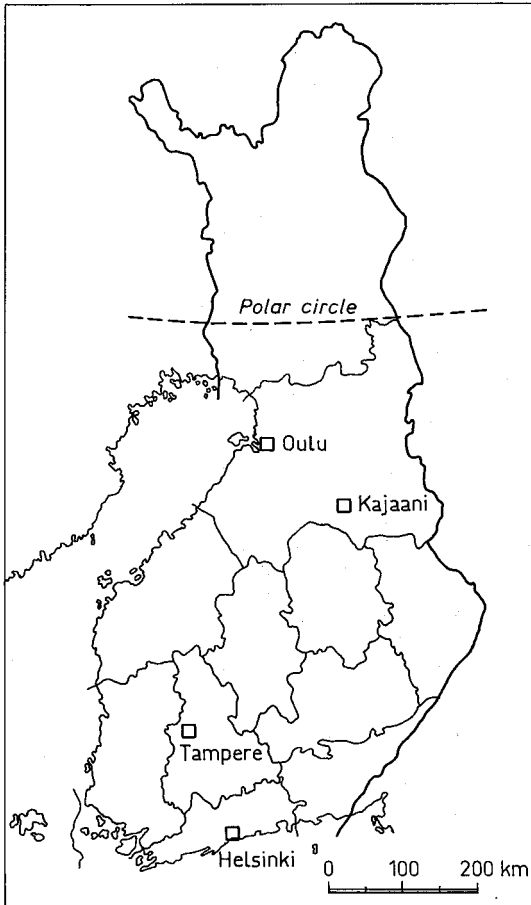 Polar circle
Oulu
Kajaani
Tampere
Helsinki
0 100 200 km